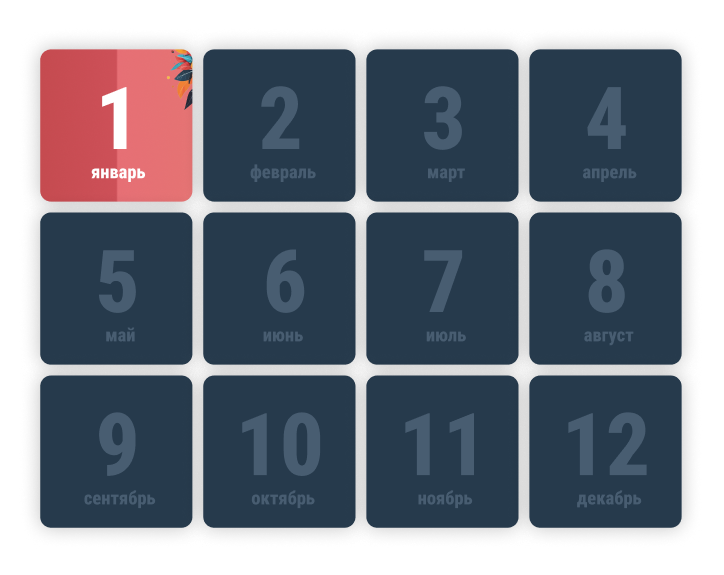 1
январь
2
февраль
3
март
4
апрель
5
май
6
июнь
7
июль
8
август
9
сентябрь
10
октябрь
11
ноябрь
12
декабрь